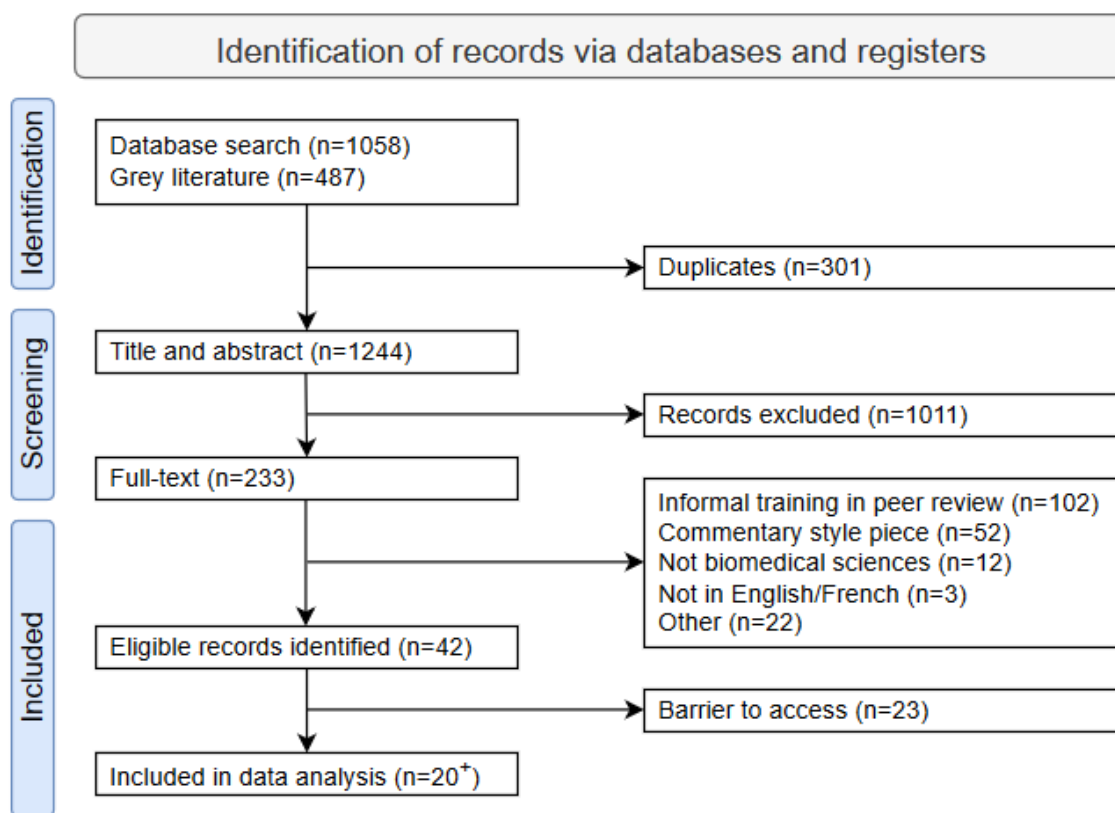 Identification of records via databases and registers
Identification
Database search (n=1058)
Grey literature (n=487)
Duplicates (n=301)
Screening
Title and abstract (n=1244)
Records excluded (n=1011)
Full-text (n=233)
Informal training in peer review (n=102)
Commentary style piece (n=52)
Not biomedical sciences (n=12)
Not in English/French (n=3)
Other (n=22)
Included
Eligible records identified (n=42)
Barrier to access (n=23)
Included in data analysis (n=20⁺)